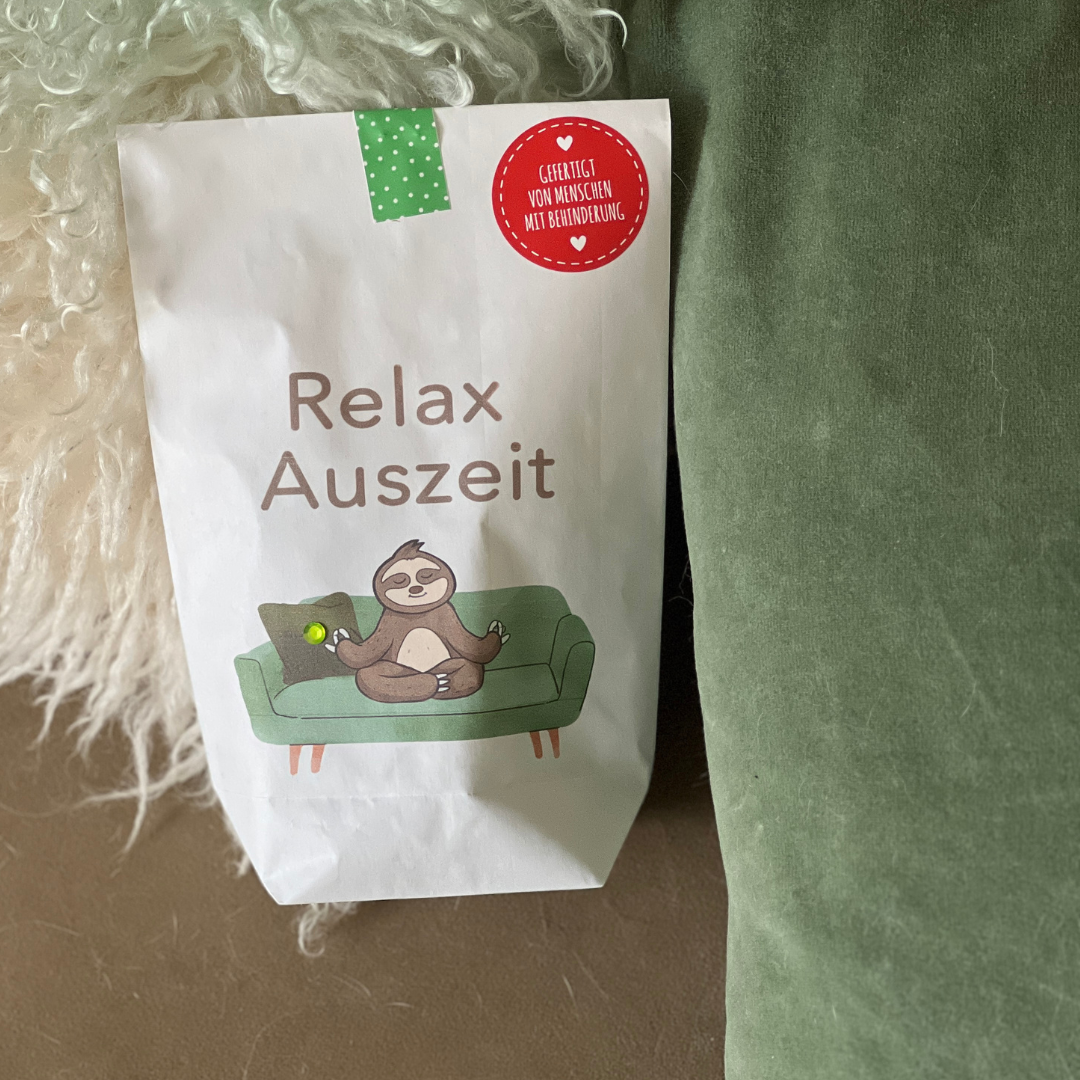 GEFERTIGT
VON MENSCHEN
MIT BEHINDERUNG
Relax
Auszeit